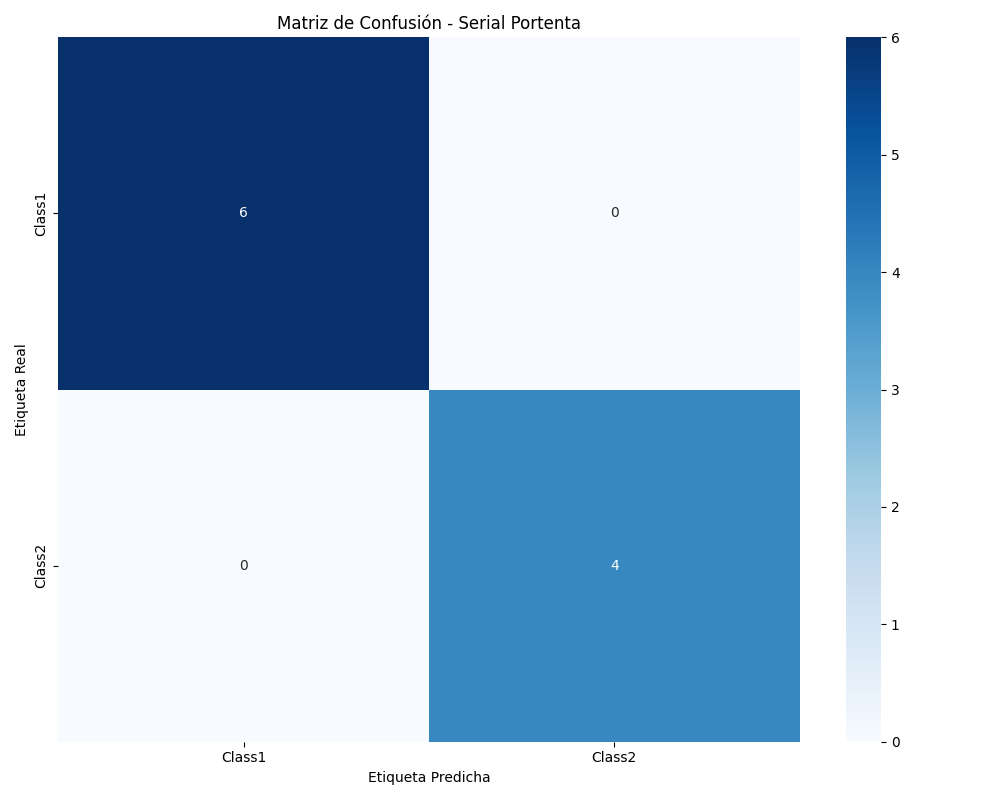 Matriz de Confusión - Serial Portenta
6
0
0
4
Class1
Class2
Etiqueta Real
Class1
Class2
Etiqueta Predicha
6
5
4
3
2
1
0